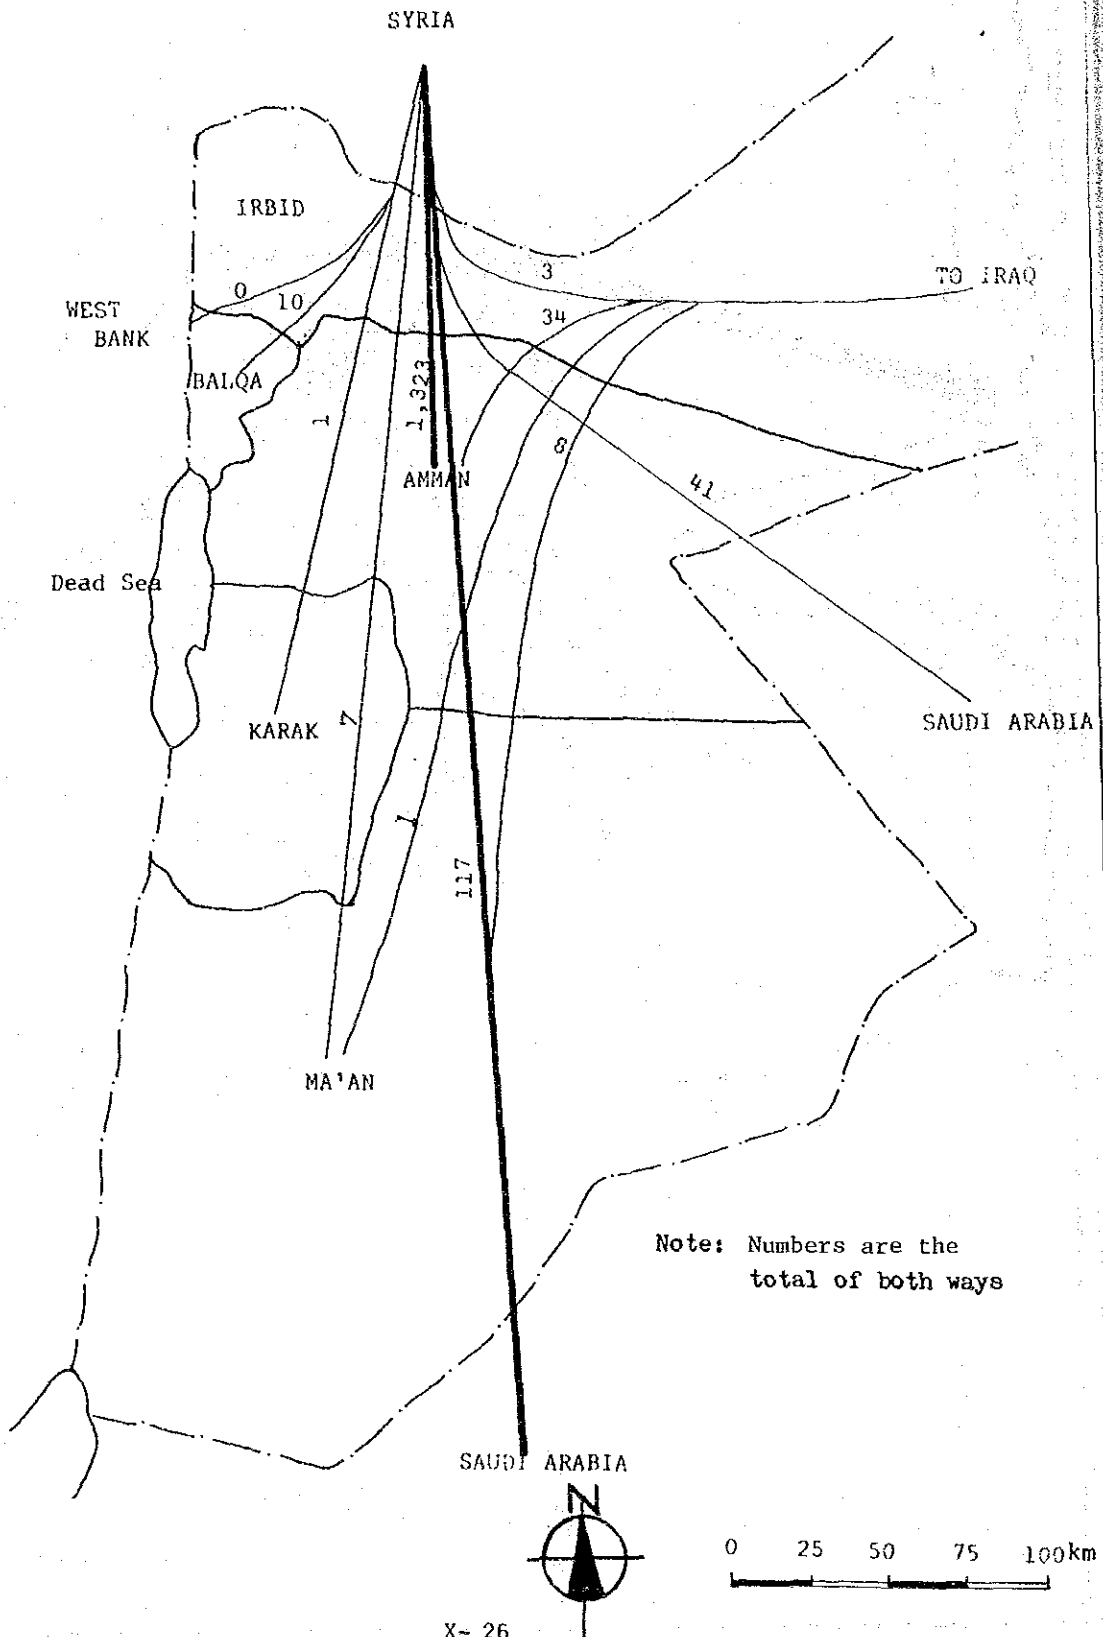 SYRIA
IRBID
3
TO IRAQ
0
10
34
WEST
BANK
BALQA
1,323
1
8
AMMAN
41
Dead Sea
KARAK
7
SAUDI ARABIA
1
117
MA'AN
Note: Numbers are the
total of both ways
SAUDI ARABIA
N
0 25 50 75 100km
X- 26